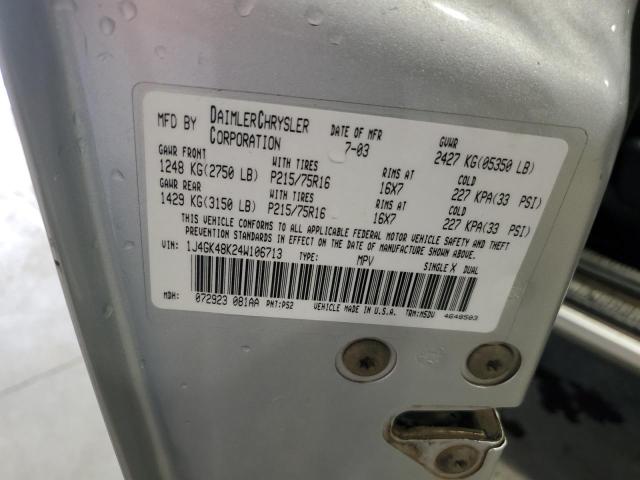 MFD BY DAIMLERCHRYSLER CORPORATION DATE OF MFR 7-03 GVWR 2427 KG(05350 LB)
GAWR FRONT WITH TIRES RIMS AT COLD
1248 KG(2750 LB) P215/75R16 16X7 227 KPA(33 PSI)
GAWR REAR WITH TIRES RIMS AT COLD
1429 KG(3150 LB) P215/75R16 16X7 227 KPA(33 PSI)
THIS VEHICLE CONFORMS TO ALL APPLICABLE FEDERAL MOTOR VEHICLE SAFETY AND THEFT
PREVENTION STANDARDS IN EFFECT ON THE DATE OF MANUFACTURE SHOWN ABOVE.
VIN: 1J4GK48K24W106713 TYPE: MPV SINGLE X DUAL
MDH: 072923 081AA PNT:PS2 VEHICLE MADE IN U.S.A. TRM:M5DV 4648503